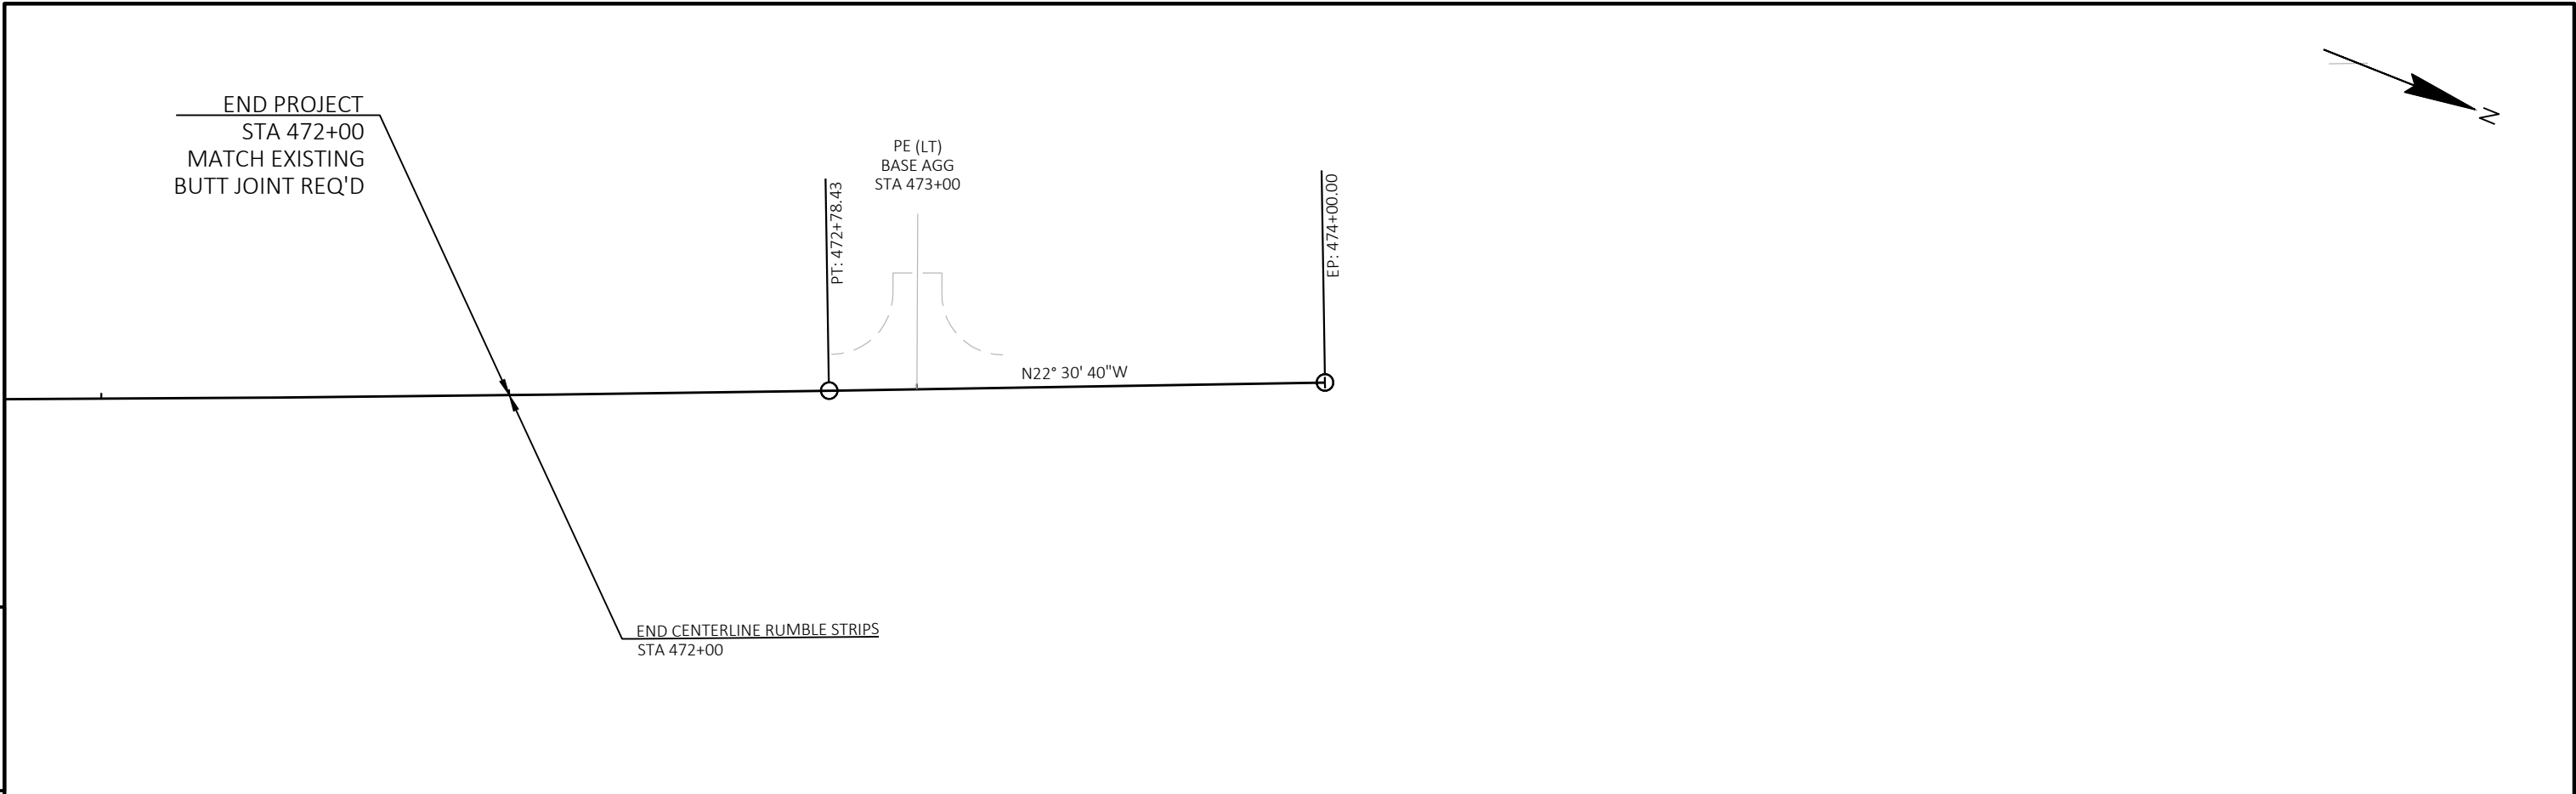 END PROJECT
STA 472+00
MATCH EXISTING
BUTT JOINT REQ'D
PT: 472+78.43
PE (LT)
BASE AGG
STA 473+00
N22° 30' 40"W
EP: 474+00.00
N
END CENTERLINE RUMBLE STRIPS
STA 472+00